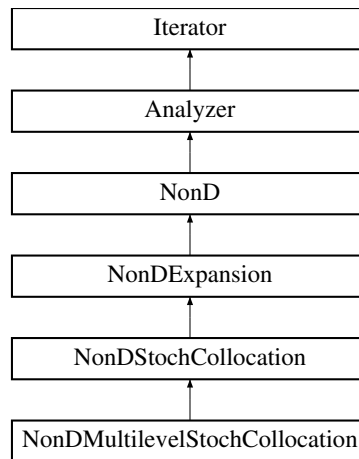 Iterator
Analyzer
NonD
NonDExpansion
NonDStochCollocation
NonDMultilevelStochCollocation